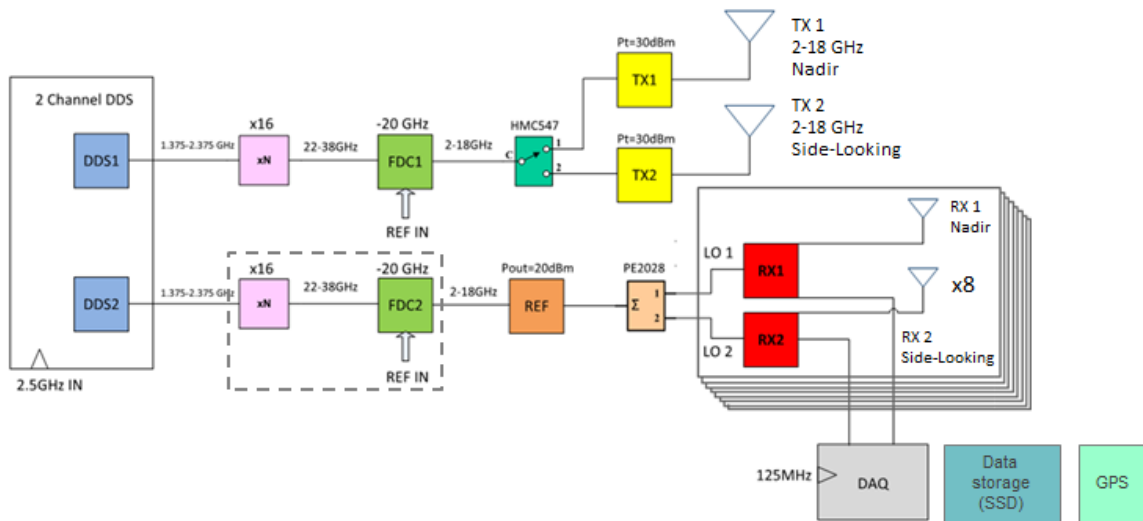 2 Channel DDS
DDS1
1.375-2.375 GHz
x16
xN
22-38GHz
-20 GHz
FDC1
REF IN
2-18GHz
HMC547
C
1
2
Pt=30dBm
TX1
TX 1
2-18 GHz
Nadir
Pt=30dBm
TX2
TX 2
2-18 GHz
Side-Looking
DDS2
1.375-2.375 GHz
x16
xN
22-38GHz
-20 GHz
FDC2
REF IN
2-18GHz
Pout=20dBm
REF
PE2028
Σ
1
2
LO 1
RX1
RX 1
Nadir
LO 2
RX2
x8
RX 2
Side-Looking
2.5GHz IN
125MHz
DAQ
Data
storage
(SSD)
GPS